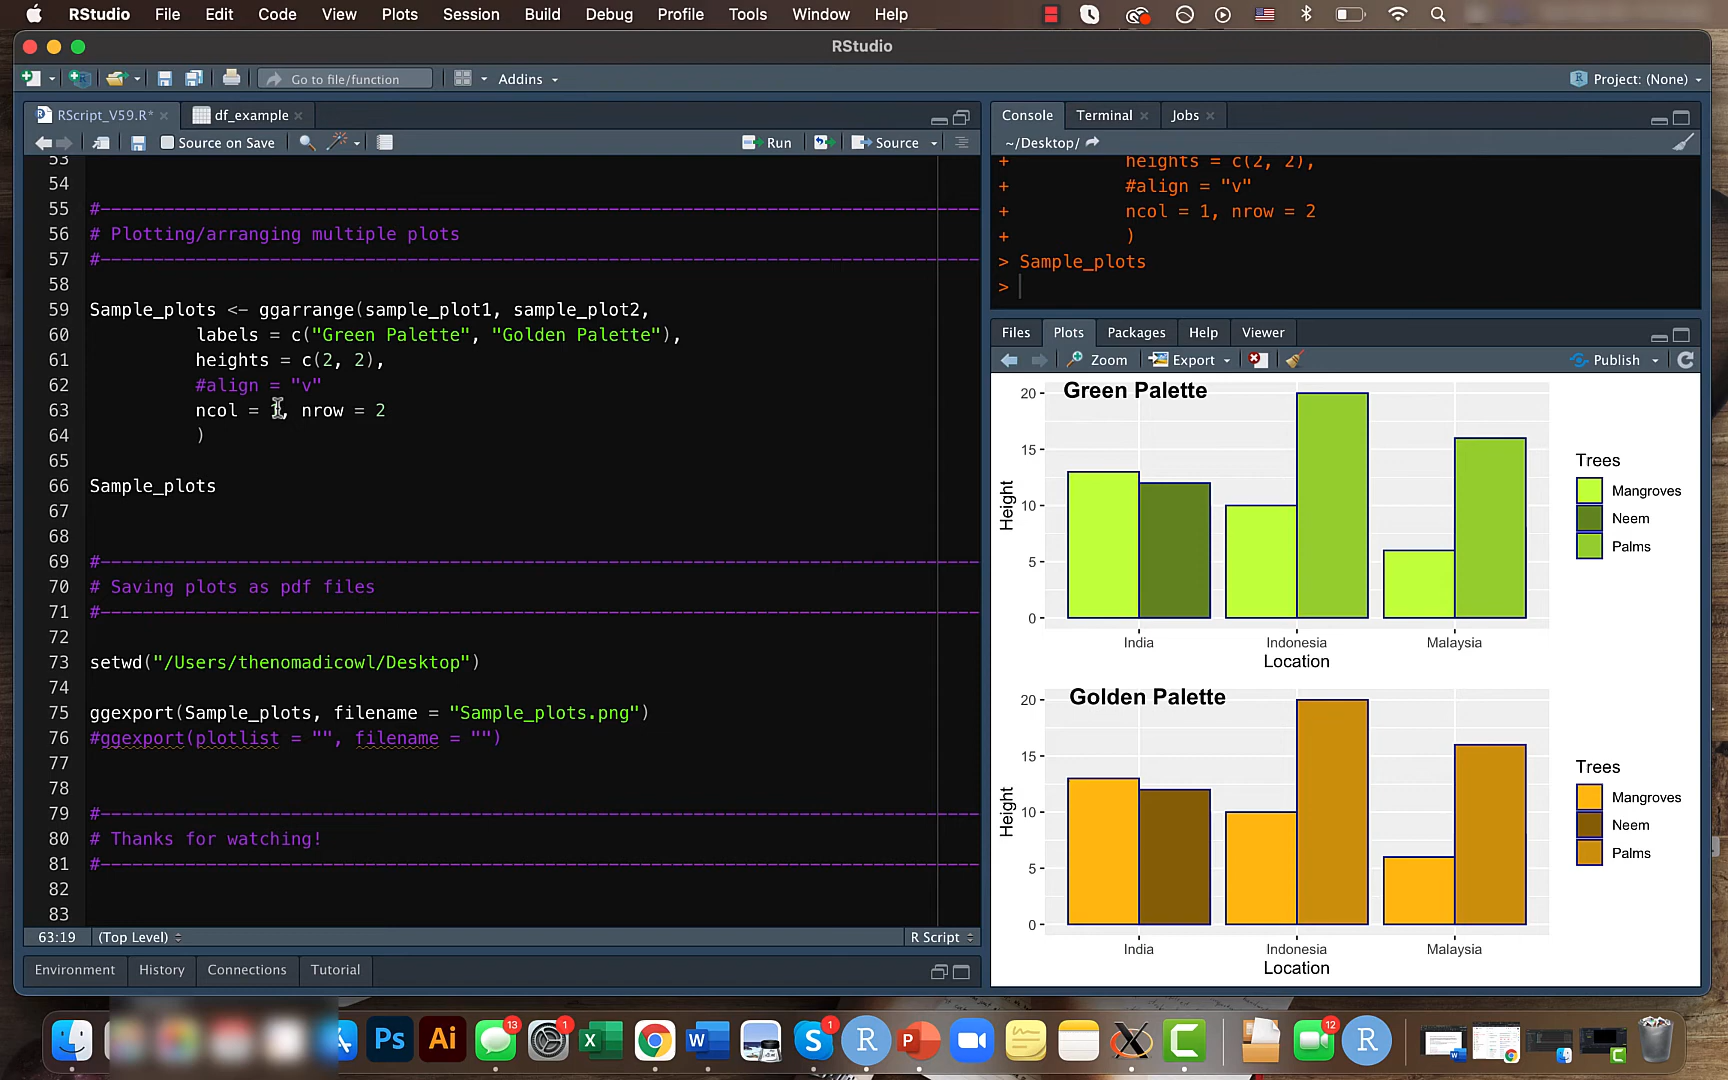 RStudio File Edit Code View Plots Session Build Debug Profile Tools Window Help
RStudio
Go to file/function Addins Project: (None)
RScript_V59.R* df_example
Source on Save Run Source
53
54
55 #
56 # Plotting/arranging multiple plots
57 #
58
59 Sample_plots <- ggarrange(sample_plot1, sample_plot2,
60 labels = c("Green Palette", "Golden Palette"),
61 heights = c(2, 2),
62 #align = "v"
63 ncol = 1, nrow = 2
64 )
65
66 Sample_plots
67
68
69 #
70 # Saving plots as pdf files
71 #
72
73 setwd("/Users/thenomadicowl/Desktop")
74
75 ggexport(Sample_plots, filename = "Sample_plots.png")
76 #ggexport(plotlist = "", filename = "")
77
78
79 #
80 # Thanks for watching!
81 #
82
83
63:19 (Top Level) R Script
Environment History Connections Tutorial
Console Terminal Jobs
~/Desktop/
+ heights = c(2, 2),
+ #align = "v"
+ ncol = 1, nrow = 2
+ )
> Sample_plots
>
Files Plots Packages Help Viewer
Zoom Export Publish
Green Palette
20
15
10
5
0
Height
India Indonesia Malaysia
Location
Trees
Mangroves
Neem
Palms
Golden Palette
20
15
10
5
0
Height
India Indonesia Malaysia
Location
Trees
Mangroves
Neem
Palms
Ps Ai 13 1 X W S 1 R P X C 12 R